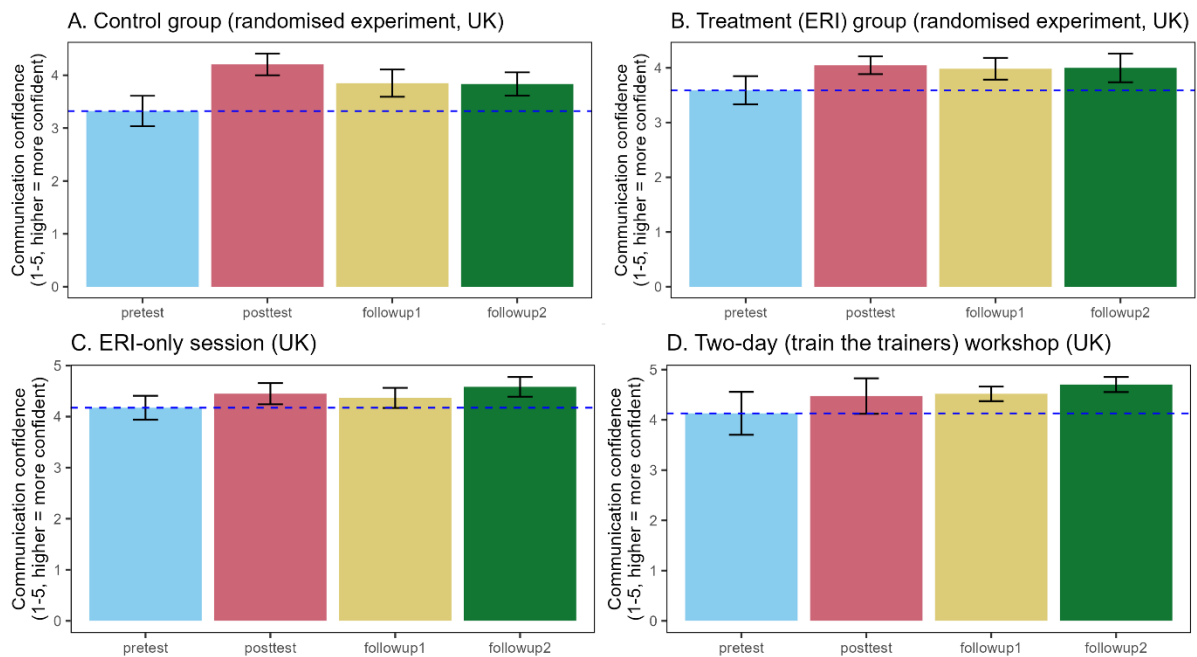 A. Control group (randomised experiment, UK)
Communication confidence
(1-5, higher = more confident)
4
3
2
1
0
pretest posttest followup1 followup2
B. Treatment (ERI) group (randomised experiment, UK)
Communication confidence
(1-5, higher = more confident)
4
3
2
1
0
pretest posttest followup1 followup2
C. ERI-only session (UK)
Communication confidence
(1-5, higher = more confident)
5
4
3
2
1
0
pretest posttest followup1 followup2
D. Two-day (train the trainers) workshop (UK)
Communication confidence
(1-5, higher = more confident)
5
4
3
2
1
0
pretest posttest followup1 followup2